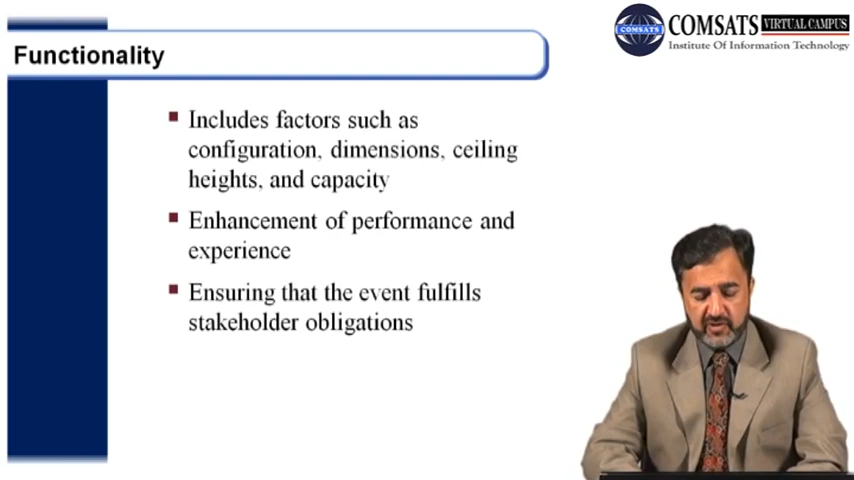 COMSATS VIRTUAL CAMPUS
COMSATS
Institute Of Information Technology
Functionality
Includes factors such as
configuration, dimensions, ceiling
heights, and capacity
Enhancement of performance and
experience
Ensuring that the event fulfills
stakeholder obligations